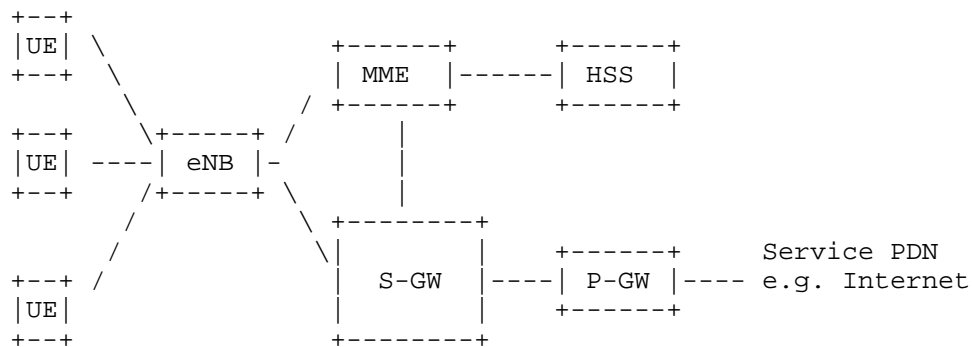 UE
MME HSS
UE eNB
Service PDN
S-GW P-GW e.g. Internet
UE